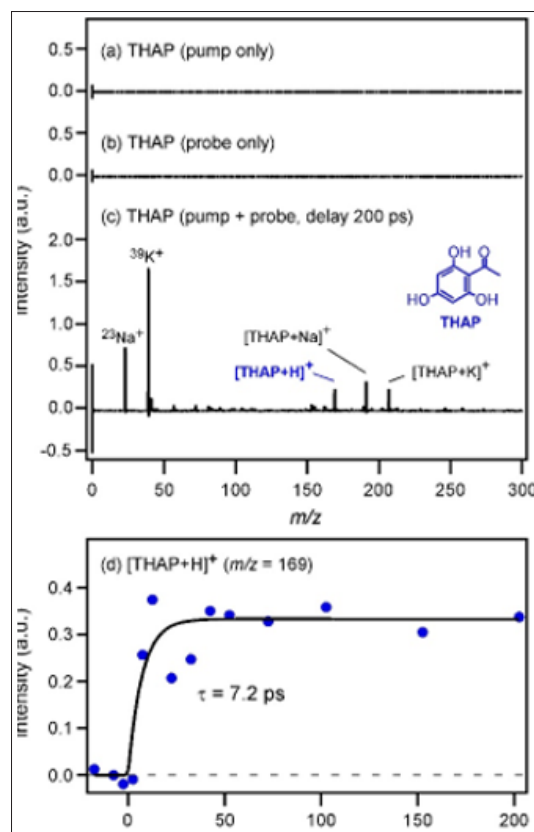 (a) THAP (pump only)
0.5
0.0
(b) THAP (probe only)
0.5
0.0
(c) THAP (pump + probe, delay 200 ps)
2.0
1.5
1.0
0.5
0.0
-0.5
intensity (a.u.)
³⁹K⁺
²³Na⁺
[THAP+Na]⁺
[THAP+H]⁺
[THAP+K]⁺
OH
O
HO
OH
THAP
0 50 100 150 200 250 300
m/z
(d) [THAP+H]⁺ (m/z = 169)
0.4
0.3
0.2
0.1
0.0
intensity (a.u.)
τ = 7.2 ps
0 50 100 150 200